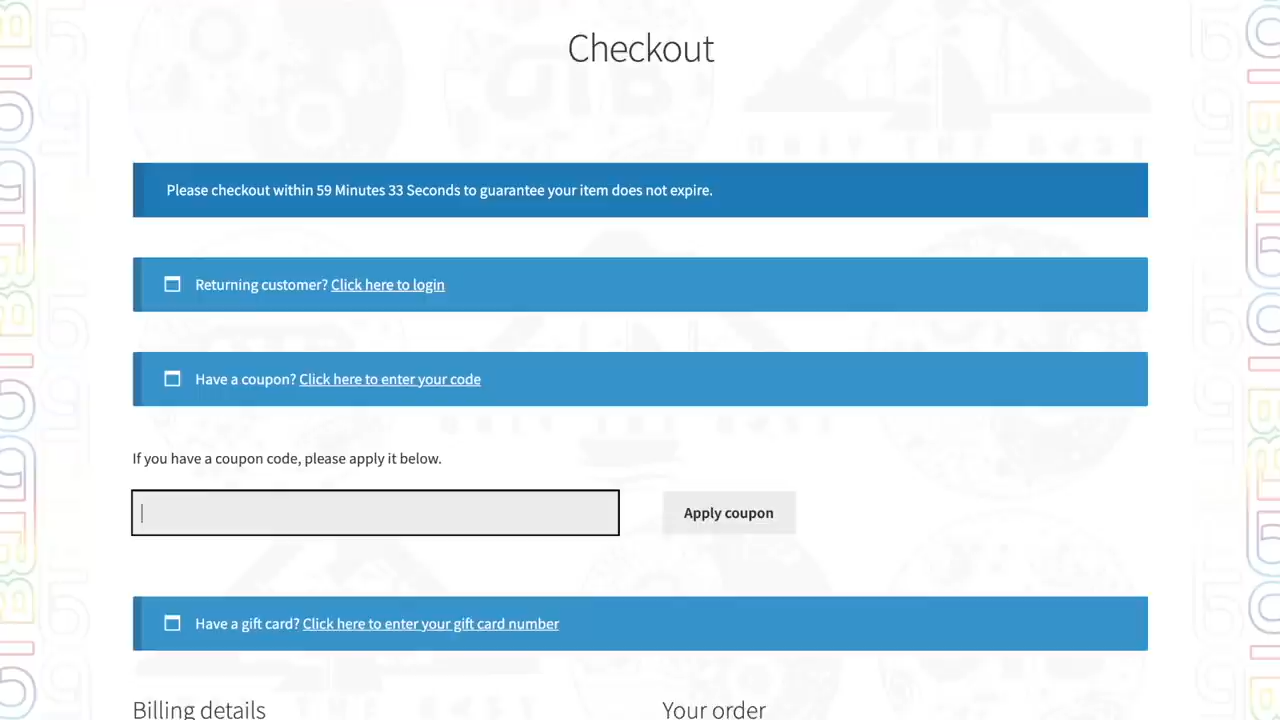 Checkout
Please checkout within 59 Minutes 33 Seconds to guarantee your item does not expire.
Returning customer? Click here to login
Have a coupon? Click here to enter your code
If you have a coupon code, please apply it below.
Apply coupon
Have a gift card? Click here to enter your gift card number
Billing details
Your order